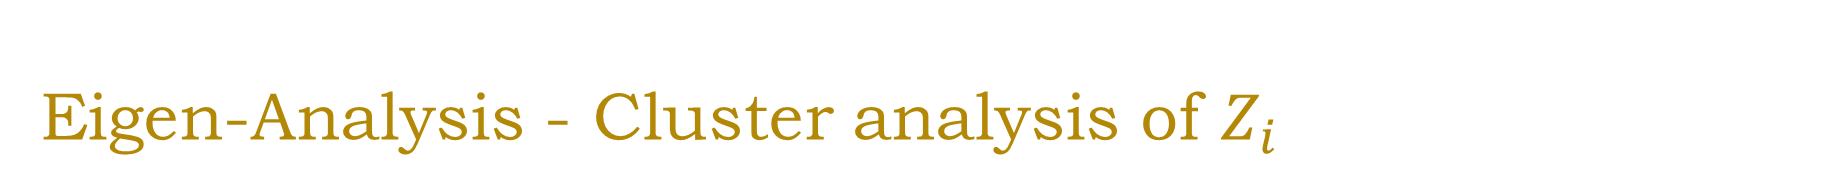 Eigen-Analysis - Cluster analysis of Z_i